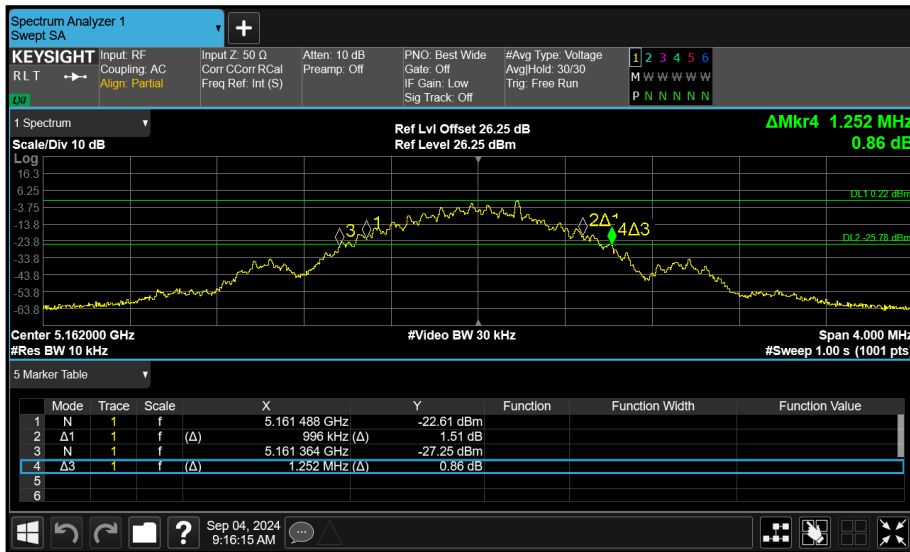 Spectrum Analyzer 1
Swept SA
+
KEYSIGHT
R L T
LXI
Input: RF
Coupling: AC
Align: Partial
Input Z: 50 Ω
Corr CCorr RCal
Freq Ref: Int (S)
Atten: 10 dB
Preamp: Off
PNO: Best Wide
Gate: Off
IF Gain: Low
Sig Track: Off
#Avg Type: Voltage
Avg|Hold: 30/30
Trig: Free Run
1 2 3 4 5 6
M W W W W W
P N N N N N
1 Spectrum
Scale/Div 10 dB
Ref Lvl Offset 26.25 dB
Ref Level 26.25 dBm
ΔMkr4 1.252 MHz
0.86 dB
Log
16.3
6.25
DL1 0.22 dBm
-3.75
-13.8
3 1 2Δ1 4Δ3
-23.8
DL2 -25.78 dBm
-33.8
-43.8
-53.8
-63.8
Center 5.162000 GHz #Video BW 30 kHz Span 4.000 MHz
#Res BW 10 kHz #Sweep 1.00 s (1001 pts)
5 Marker Table
Mode Trace Scale X Y Function Function Width Function Value
1 N 1 f 5.161 488 GHz -22.61 dBm
2 Δ1 1 f (Δ) 996 kHz (Δ) 1.51 dB
3 N 1 f 5.161 364 GHz -27.25 dBm
4 Δ3 1 f (Δ) 1.252 MHz (Δ) 0.86 dB
5
6
?
Sep 04, 2024
9:16:15 AM